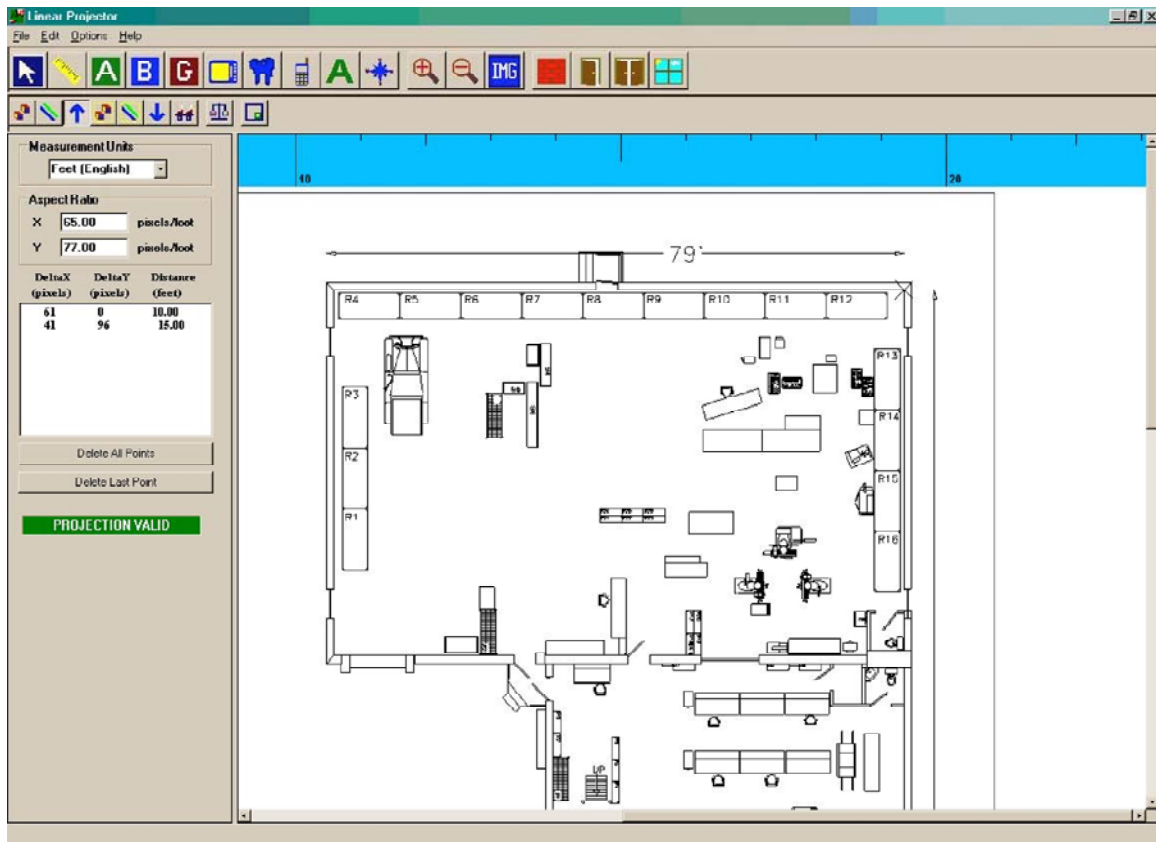 Linear Projector
File Edit Options Help
A B G A IMG
Measurement Units
Feet (English)
Aspect Ratio
X 65.00 pixels/foot
Y 77.00 pixels/foot
DeltaX DeltaY Distance
(pixels) (pixels) (feet)
61 0 10.00
41 96 15.00
Delete All Points
Delete Last Point
PROJECTION VALID
10 20
79'
R4 R5 R6 R7 R8 R9 R10 R11 R12
R13
R3
R14
R2
R15
R1
R16
UP